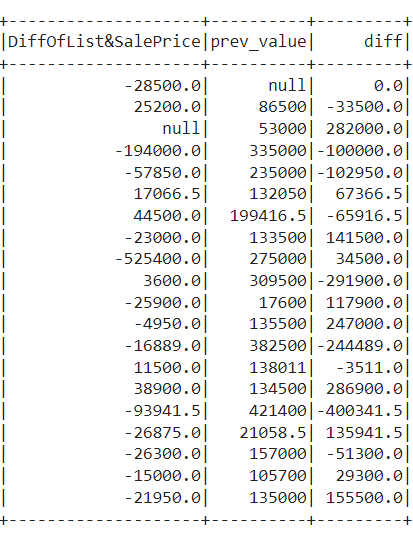 +--------------------+----------+---------+
|DiffOfList&SalePrice|prev_value|     diff|
+--------------------+----------+---------+
|            -28500.0|      null|      0.0|
|             25200.0|     86500| -33500.0|
|                null|     53000| 282000.0|
|           -194000.0|    335000|-100000.0|
|            -57850.0|    235000|-102950.0|
|             17066.5|    132050|  67366.5|
|             44500.0|  199416.5| -65916.5|
|            -23000.0|    133500| 141500.0|
|           -525400.0|    275000|  34500.0|
|              3600.0|    309500|-291900.0|
|            -25900.0|     17600| 117900.0|
|             -4950.0|    135500| 247000.0|
|            -16889.0|    382500|-244489.0|
|             11500.0|    138011|  -3511.0|
|             38900.0|    134500| 286900.0|
|            -93941.5|    421400|-400341.5|
|            -26875.0|   21058.5| 135941.5|
|            -26300.0|    157000| -51300.0|
|            -15000.0|    105700|  29300.0|
|            -21950.0|    135000| 155500.0|
+--------------------+----------+---------+